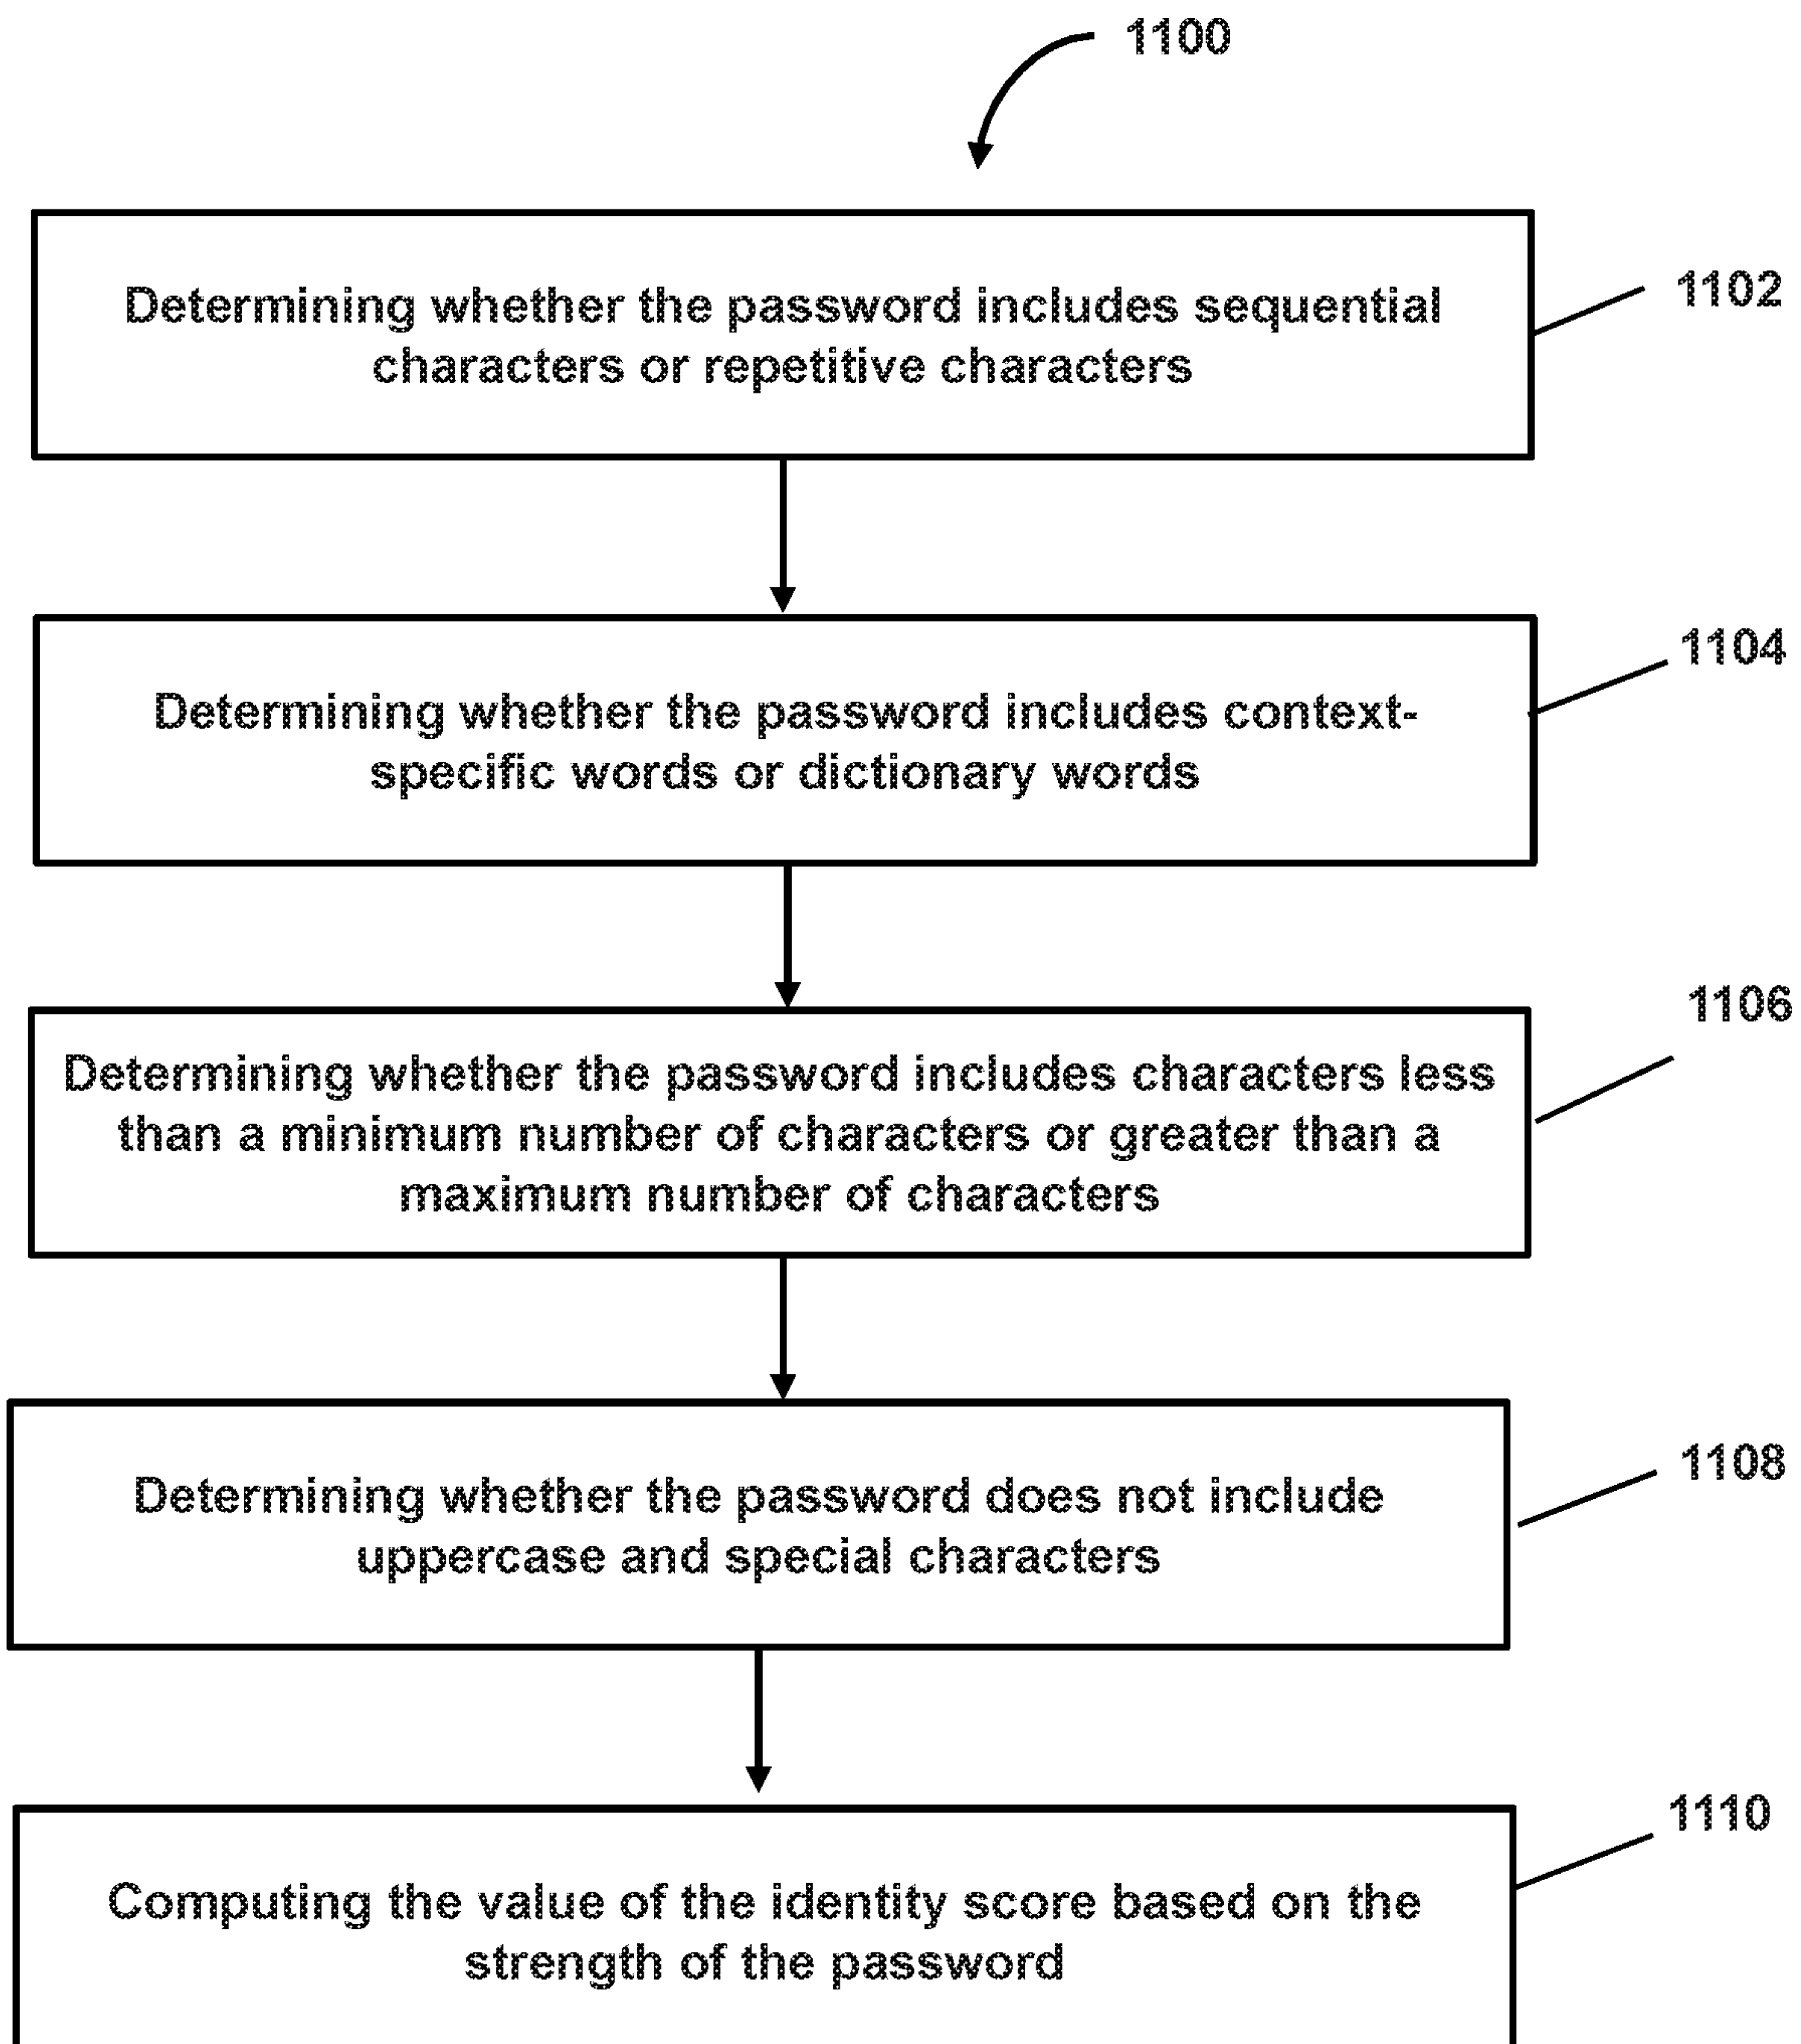 1100
Determining whether the password includes sequential
characters or repetitive characters
1102
Determining whether the password includes context-
specific words or dictionary words
1104
Determining whether the password includes characters less
than a minimum number of characters or greater than a
maximum number of characters
1106
Determining whether the password does not include
uppercase and special characters
1108
Computing the value of the identity score based on the
strength of the password
1110